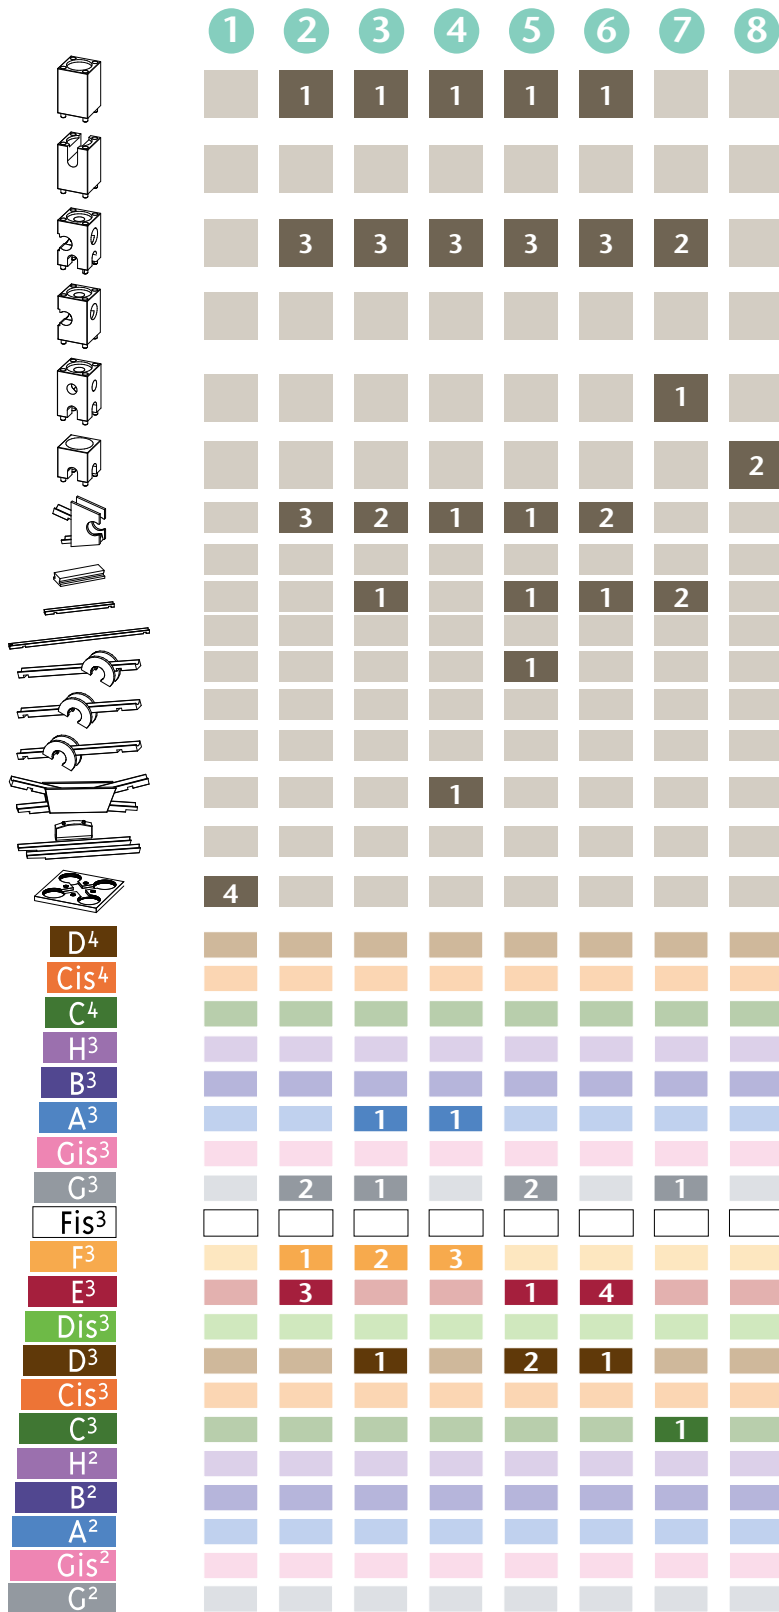 1 2 3 4 5 6 7 8
1 1 1 1 1
3 3 3 3 3 2
1
2
3 2 1 1 2
1 1 1 2
1
1
4
D⁴
Cis⁴
C⁴
H³
B³
A³ 1 1
Gis³
G³ 2 1 2 1
Fis³
F³ 1 2 3
E³ 3 1 4
Dis³
D³ 1 2 1
Cis³
C³ 1
H²
B²
A²
Gis²
G²